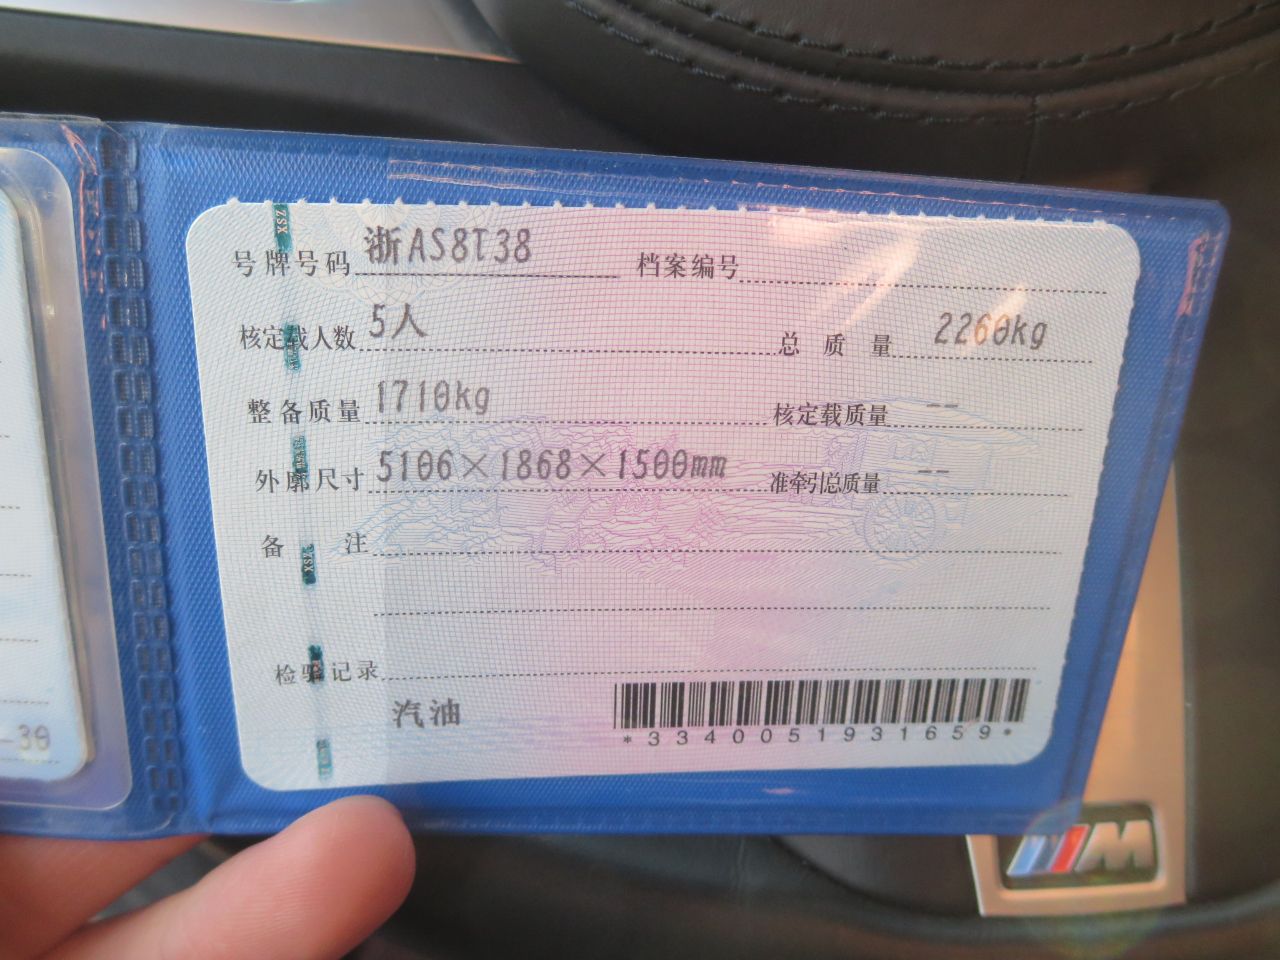 号牌号码 浙AS8T38 档案编号
核定载人数 5人 总质量 2260kg
整备质量 1710kg 核定载质量 --
外廓尺寸 5106×1868×1500mm 准牵引总质量 --
备注
检验记录
汽油
*3340051931659*
XSZ
-30
M